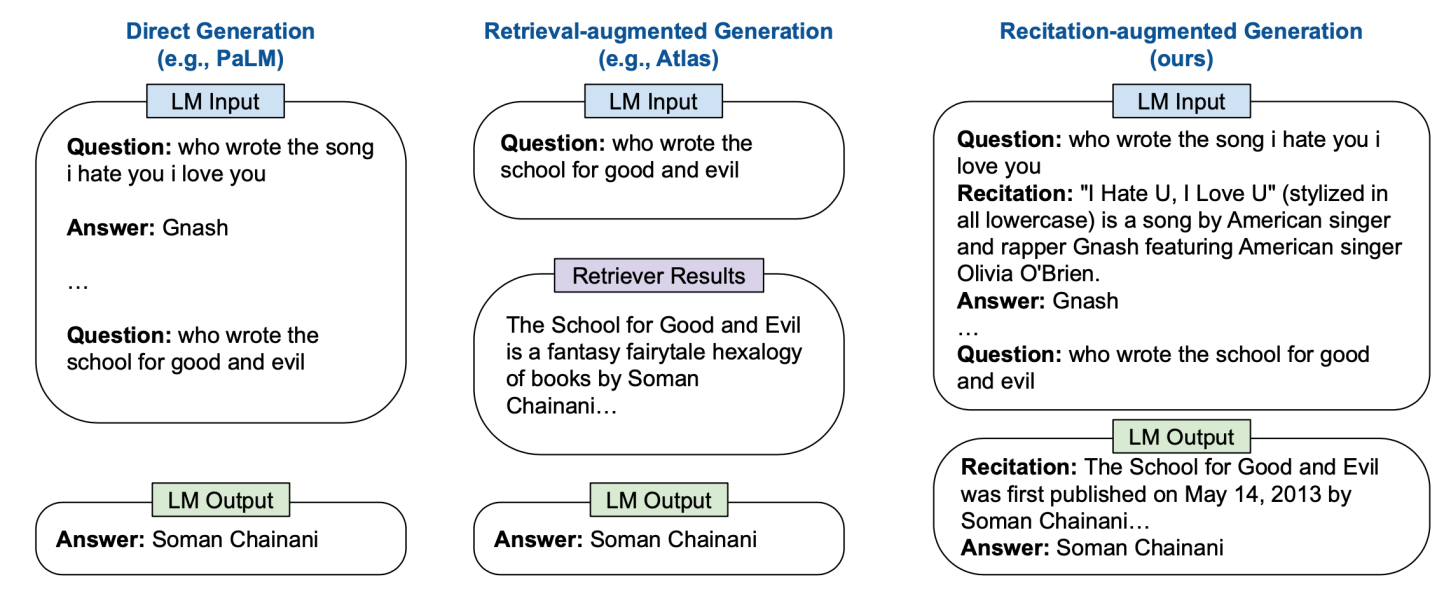 Direct Generation
(e.g., PaLM)
LM Input
Question: who wrote the song
i hate you i love you
Answer: Gnash
…
Question: who wrote the
school for good and evil
LM Output
Answer: Soman Chainani
Retrieval-augmented Generation
(e.g., Atlas)
LM Input
Question: who wrote the
school for good and evil
Retriever Results
The School for Good and Evil
is a fantasy fairytale hexalogy
of books by Soman
Chainani…
LM Output
Answer: Soman Chainani
Recitation-augmented Generation
(ours)
LM Input
Question: who wrote the song i hate you i
love you
Recitation: "I Hate U, I Love U" (stylized in
all lowercase) is a song by American singer
and rapper Gnash featuring American singer
Olivia O'Brien.
Answer: Gnash
…
Question: who wrote the school for good
and evil
LM Output
Recitation: The School for Good and Evil
was first published on May 14, 2013 by
Soman Chainani…
Answer: Soman Chainani